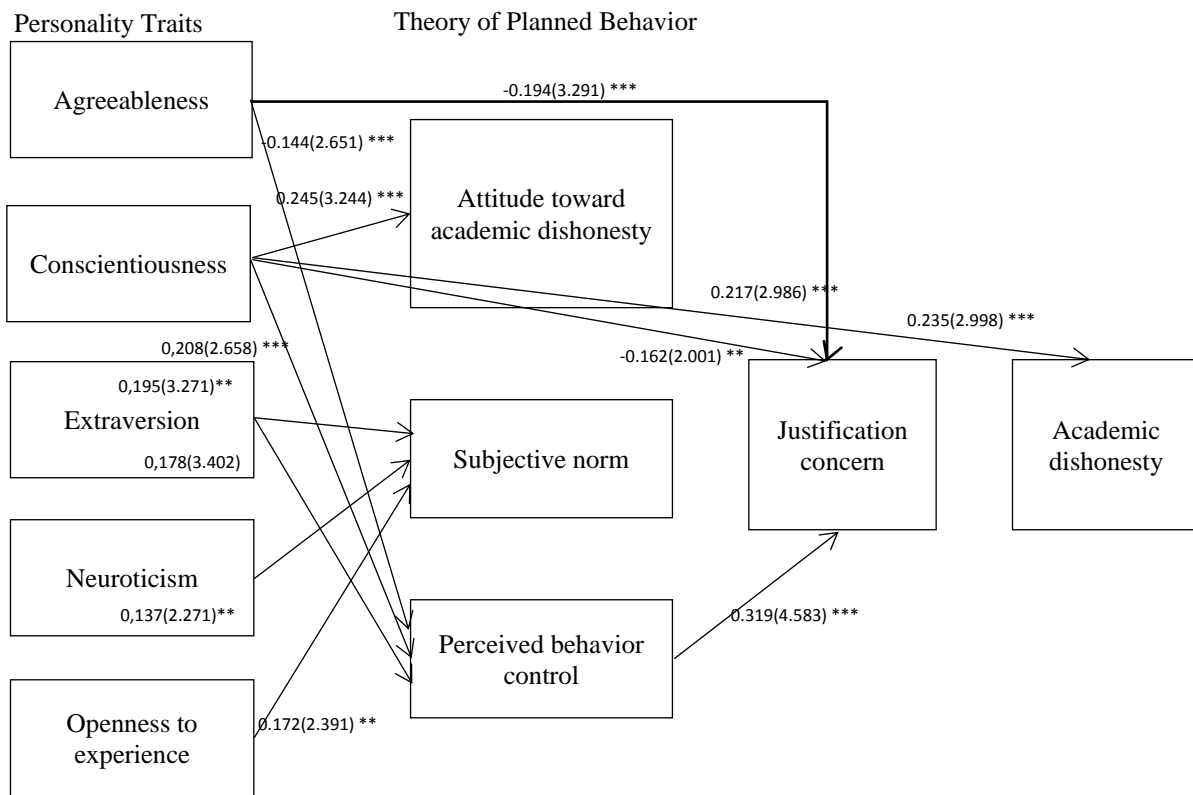 Personality Traits
Theory of Planned Behavior
Agreeableness
-0.194(3.291) ***
-0.144(2.651) ***
0.245(3.244) ***
Attitude toward
academic dishonesty
Conscientiousness
0.217(2.986) ***
0.235(2.998) ***
0,208(2.658) ***
-0.162(2.001) **
0,195(3.271)**
Extraversion
0,178(3.402)
Subjective norm
Justification
concern
Academic
dishonesty
Neuroticism
0,137(2.271)**
0.319(4.583) ***
Perceived behavior
control
Openness to
experience
0.172(2.391) **